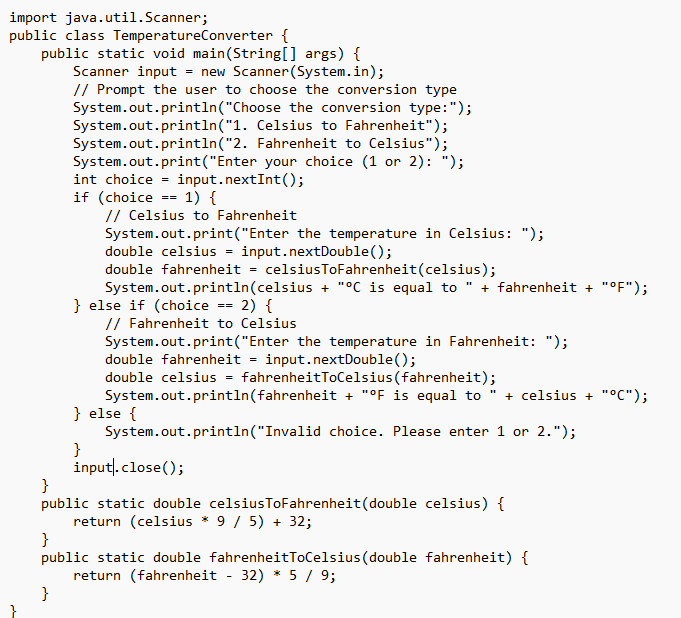 import java.util.Scanner;
public class TemperatureConverter {
    public static void main(String[] args) {
        Scanner input = new Scanner(System.in);
        // Prompt the user to choose the conversion type
        System.out.println("Choose the conversion type:");
        System.out.println("1. Celsius to Fahrenheit");
        System.out.println("2. Fahrenheit to Celsius");
        System.out.print("Enter your choice (1 or 2): ");
        int choice = input.nextInt();
        if (choice == 1) {
            // Celsius to Fahrenheit
            System.out.print("Enter the temperature in Celsius: ");
            double celsius = input.nextDouble();
            double fahrenheit = celsiusToFahrenheit(celsius);
            System.out.println(celsius + "°C is equal to " + fahrenheit + "°F");
        } else if (choice == 2) {
            // Fahrenheit to Celsius
            System.out.print("Enter the temperature in Fahrenheit: ");
            double fahrenheit = input.nextDouble();
            double celsius = fahrenheitToCelsius(fahrenheit);
            System.out.println(fahrenheit + "°F is equal to " + celsius + "°C");
        } else {
            System.out.println("Invalid choice. Please enter 1 or 2.");
        }
        input.close();
    }
    public static double celsiusToFahrenheit(double celsius) {
        return (celsius * 9 / 5) + 32;
    }
    public static double fahrenheitToCelsius(double fahrenheit) {
        return (fahrenheit - 32) * 5 / 9;
    }
}